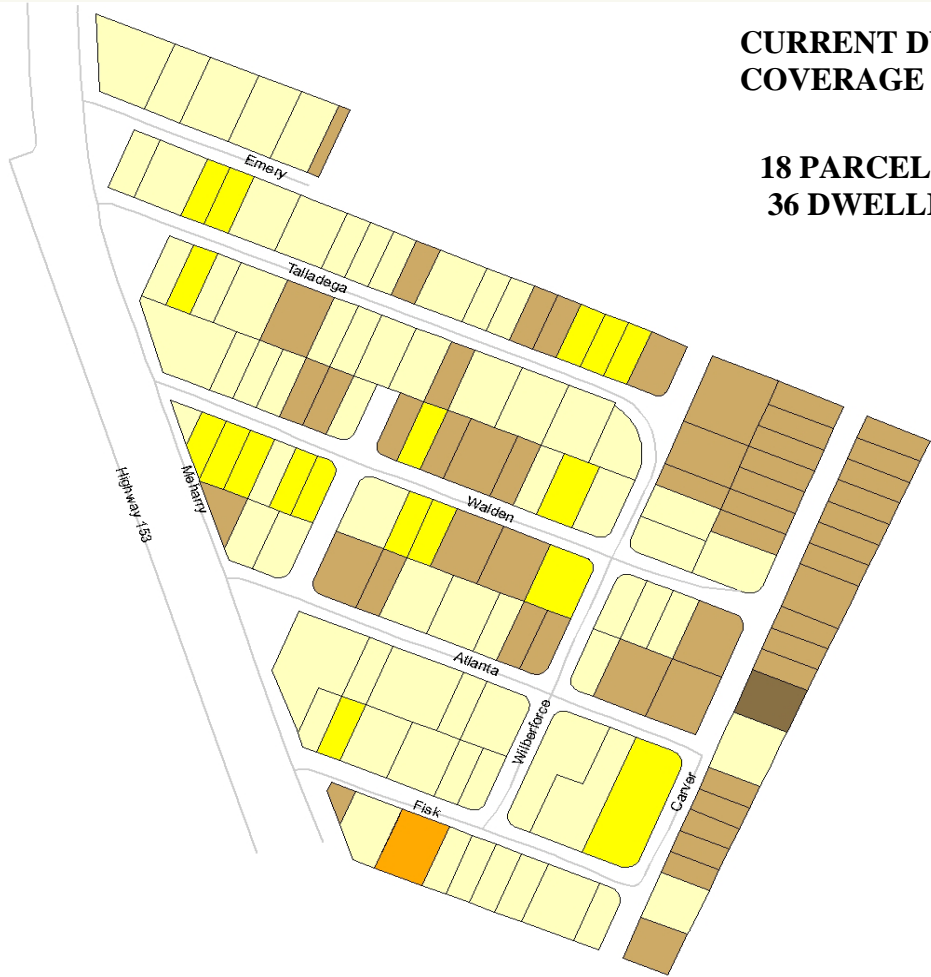 CURRENT D
COVERAGE
18 PARCEL
36 DWELL
Emery
Talladega
Highway 153
Meharry
Walden
Atlanta
Wilberforce
Carver
Fisk